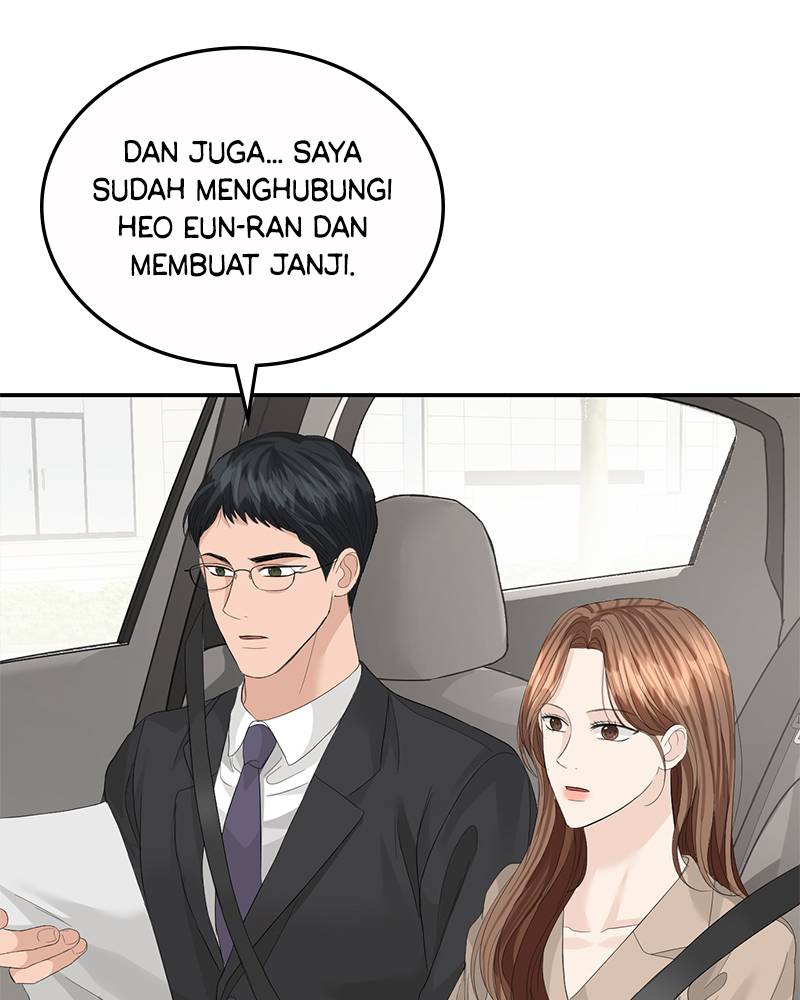 DAN JUGA... SAYA
SUDAH MENGHUBUNGI
HEO EUN-RAN DAN
MEMBUAT JANJI.